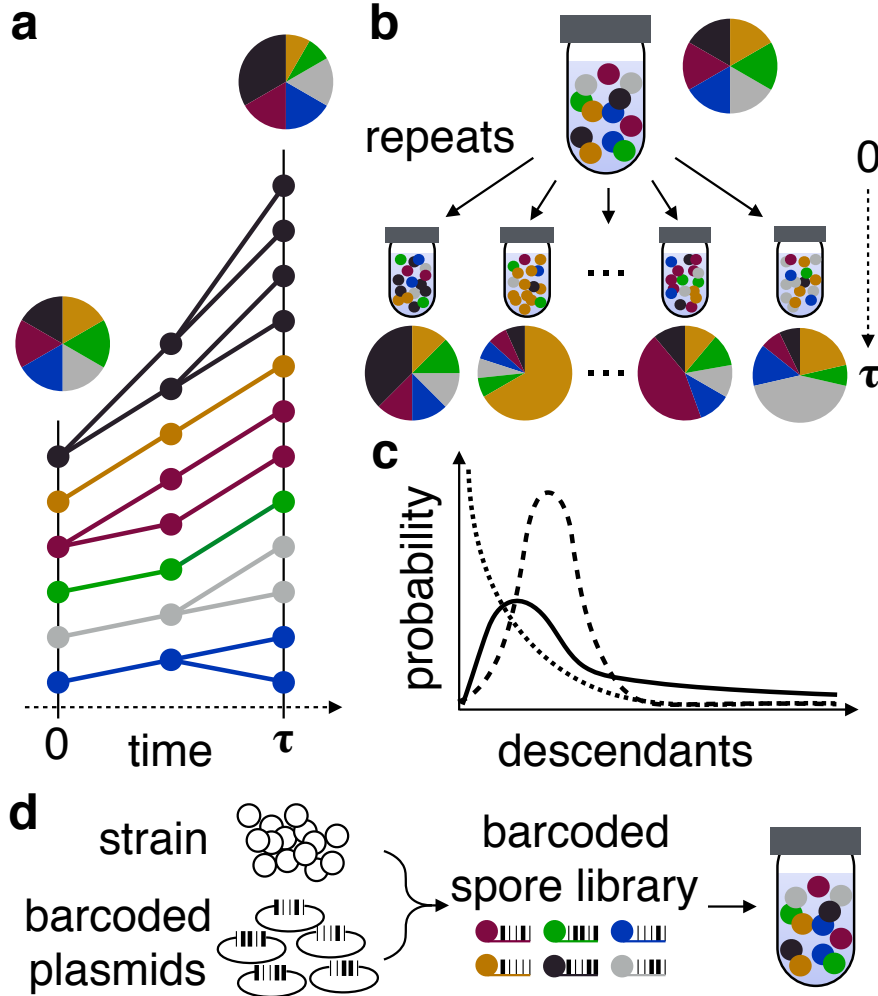 a
0
time
τ
b
repeats
0
τ
c
probability
descendants
d
strain
barcoded
plasmids
barcoded
spore library